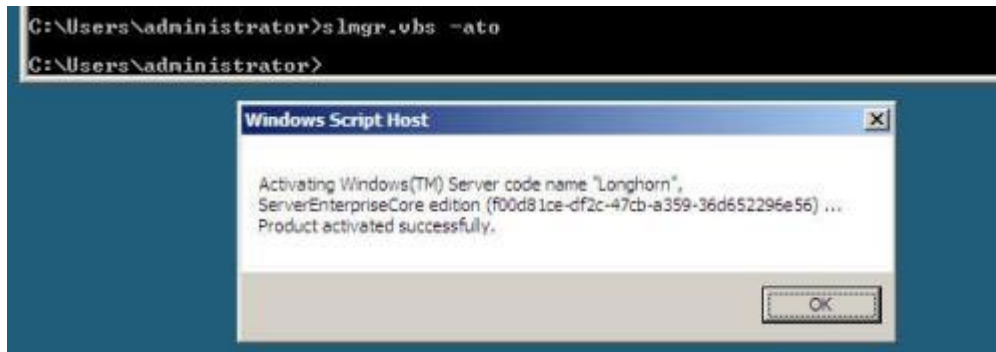 C:\Users\administrator>slmgr.vbs -ato
C:\Users\administrator>
Windows Script Host
Activating Windows(TM) Server code name "Longhorn",
ServerEnterpriseCore edition (f00d81ce-df2c-47cb-a359-36d652296e56) ...
Product activated successfully.
OK